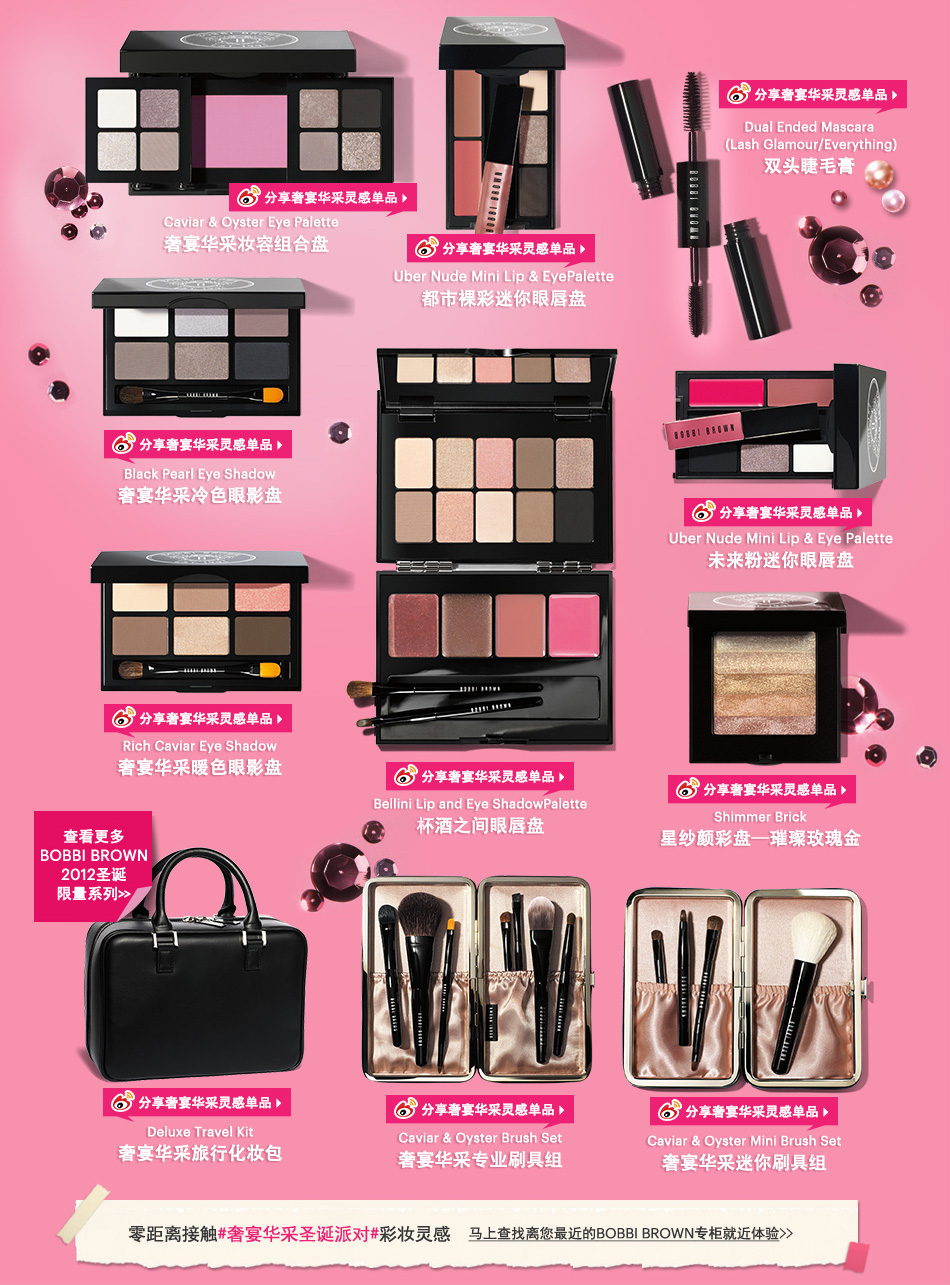 分享奢宴华采灵感单品
Caviar & Oyster Eye Palette
奢宴华采妆容组合盘
分享奢宴华采灵感单品
Uber Nude Mini Lip & EyePalette
都市裸彩迷你眼唇盘
分享奢宴华采灵感单品
Dual Ended Mascara
(Lash Glamour/Everything)
双头睫毛膏
BOBBI BROWN
BOBBI BROWN
分享奢宴华采灵感单品
Black Pearl Eye Shadow
奢宴华采冷色眼影盘
BOBBI BROWN
分享奢宴华采灵感单品
Uber Nude Mini Lip & Eye Palette
未来粉迷你眼唇盘
分享奢宴华采灵感单品
Rich Caviar Eye Shadow
奢宴华采暖色眼影盘
BOBBI BROWN
BOBBI BROWN
分享奢宴华采灵感单品
Bellini Lip and Eye ShadowPalette
杯酒之间眼唇盘
分享奢宴华采灵感单品
Shimmer Brick
星纱颜彩盘—璀璨玫瑰金
查看更多
BOBBI BROWN
2012圣诞
限量系列>>
分享奢宴华采灵感单品
Deluxe Travel Kit
奢宴华采旅行化妆包
分享奢宴华采灵感单品
Caviar & Oyster Brush Set
奢宴华采专业刷具组
分享奢宴华采灵感单品
Caviar & Oyster Mini Brush Set
奢宴华采迷你刷具组
零距离接触#奢宴华采圣诞派对#彩妆灵感 马上查找离您最近的BOBBI BROWN专柜就近体验>>